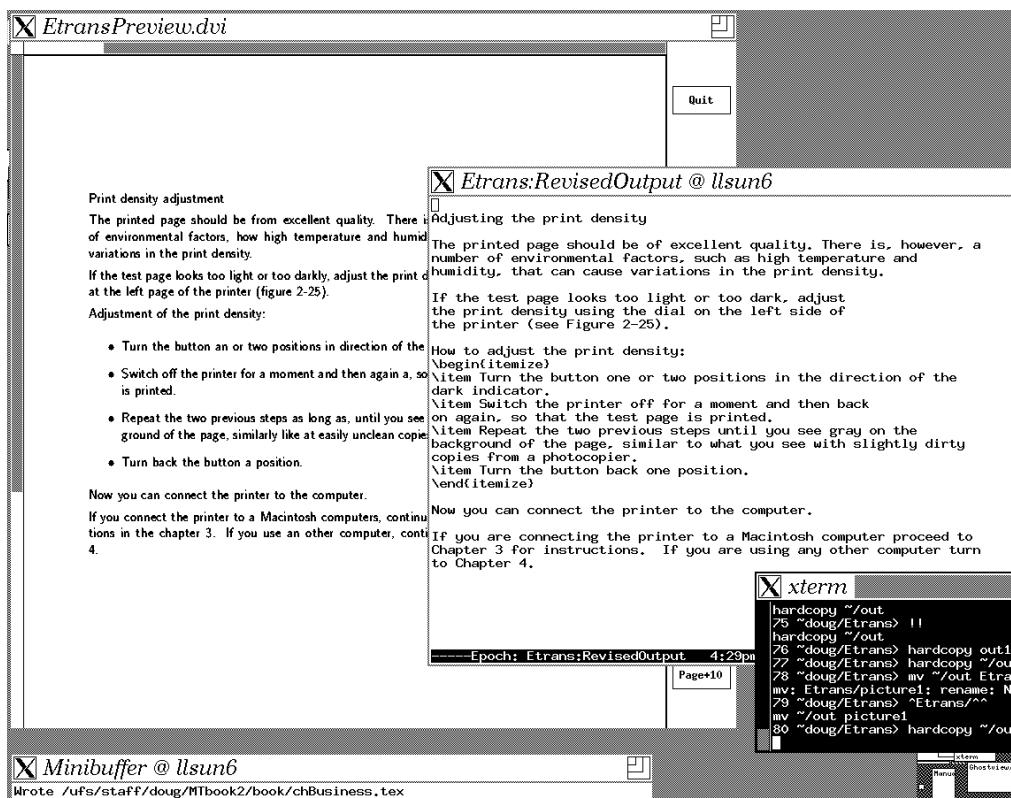 EtransPreview.dvi
Quit
Print density adjustment
The printed page should be from excellent quality. There i
of environmental factors, how high temperature and humid
variations in the print density.
If the test page looks too light or too darkly, adjust the print d
at the left page of the printer (figure 2-25).
Adjustment of the print density:
• Turn the button an or two positions in direction of the
• Switch off the printer for a moment and then again a, so
is printed.
• Repeat the two previous steps as long as, until you see
ground of the page, similarly like at easily unclean copie
• Turn back the button a position.
Now you can connect the printer to the computer.
If you connect the printer to a Macintosh computers, continu
tions in the chapter 3. If you use an other computer, conti
4.
Page+10
Etrans:RevisedOutput @ llsun6
Adjusting the print density
The printed page should be of excellent quality. There is, however, a
number of environmental factors, such as high temperature and
humidity, that can cause variations in the print density.
If the test page looks too light or too dark, adjust
the print density using the dial on the left side of
the printer (see Figure 2-25).
How to adjust the print density:
\begin{itemize}
\item Turn the button one or two positions in the direction of the
dark indicator.
\item Switch the printer off for a moment and then back
on again, so that the test page is printed.
\item Repeat the two previous steps until you see gray on the
background of the page, similar to what you see with slightly dirty
copies from a photocopier.
\item Turn the button back one position.
\end{itemize}
Now you can connect the printer to the computer.
If you are connecting the printer to a Macintosh computer proceed to
Chapter 3 for instructions.  If you are using any other computer turn
to Chapter 4.
-----Epoch: Etrans:RevisedOutput   4:29pm
xterm
hardcopy ~/out
75 ~doug/Etrans> !!
hardcopy ~/out
76 ~doug/Etrans> hardcopy out1
77 ~doug/Etrans> hardcopy ~/ou
78 ~doug/Etrans> mv ~/out Etra
mv: Etrans/picture1: rename: N
79 ~doug/Etrans> ^Etrans/^^
mv ~/out picture1
80 ~doug/Etrans> hardcopy ~/ou
Minibuffer @ llsun6
Wrote /ufs/staff/doug/MTbook2/book/chBusiness.tex
xterm
Ghostview
Manua